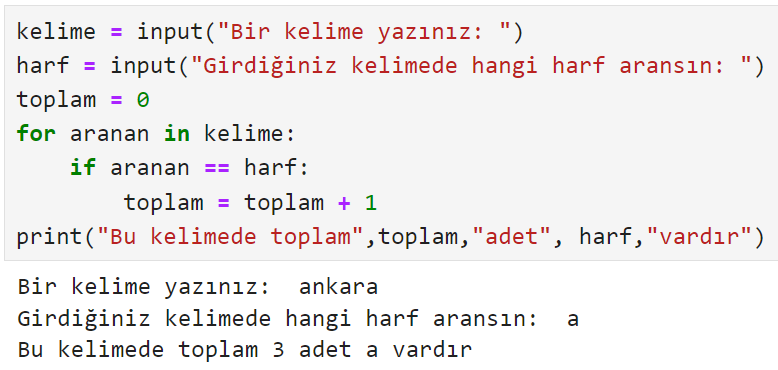 kelime = input("Bir kelime yazınız: ")
harf = input("Girdiğiniz kelimede hangi harf aransın: ")
toplam = 0
for aranan in kelime:
    if aranan == harf:
        toplam = toplam + 1
print("Bu kelimede toplam",toplam,"adet", harf,"vardır")
Bir kelime yazınız:  ankara
Girdiğiniz kelimede hangi harf aransın:  a
Bu kelimede toplam 3 adet a vardır